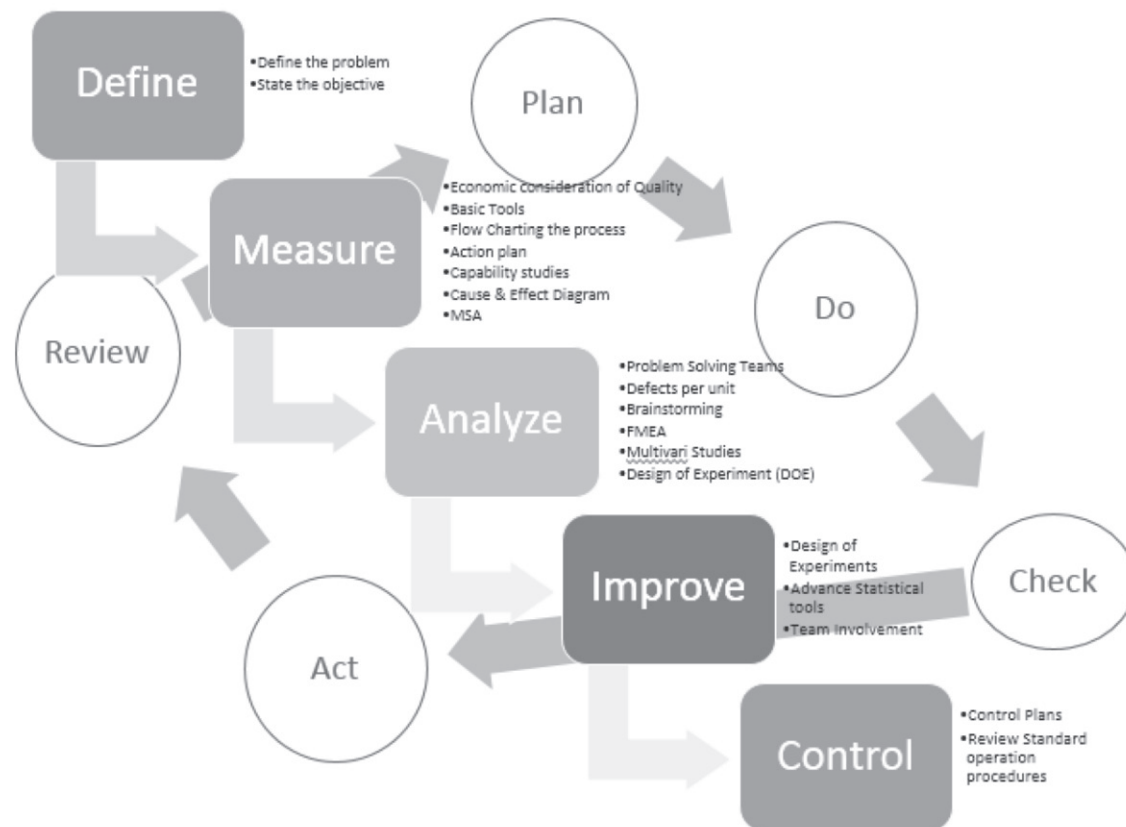 Define
•Define the problem
•State the objective
Plan
Measure
•Economic consideration of Quality
•Basic Tools
•Flow Charting the process
•Action plan
•Capability studies
•Cause & Effect Diagram
•MSA
Do
Review
Analyze
•Problem Solving Teams
•Defects per unit
•Brainstorming
•FMEA
•Multivari Studies
•Design of Experiment (DOE)
Improve
•Design of
Experiments
•Advance Statistical
tools
•Team Involvement
Check
Act
Control
•Control Plans
•Review Standard
operation
procedures